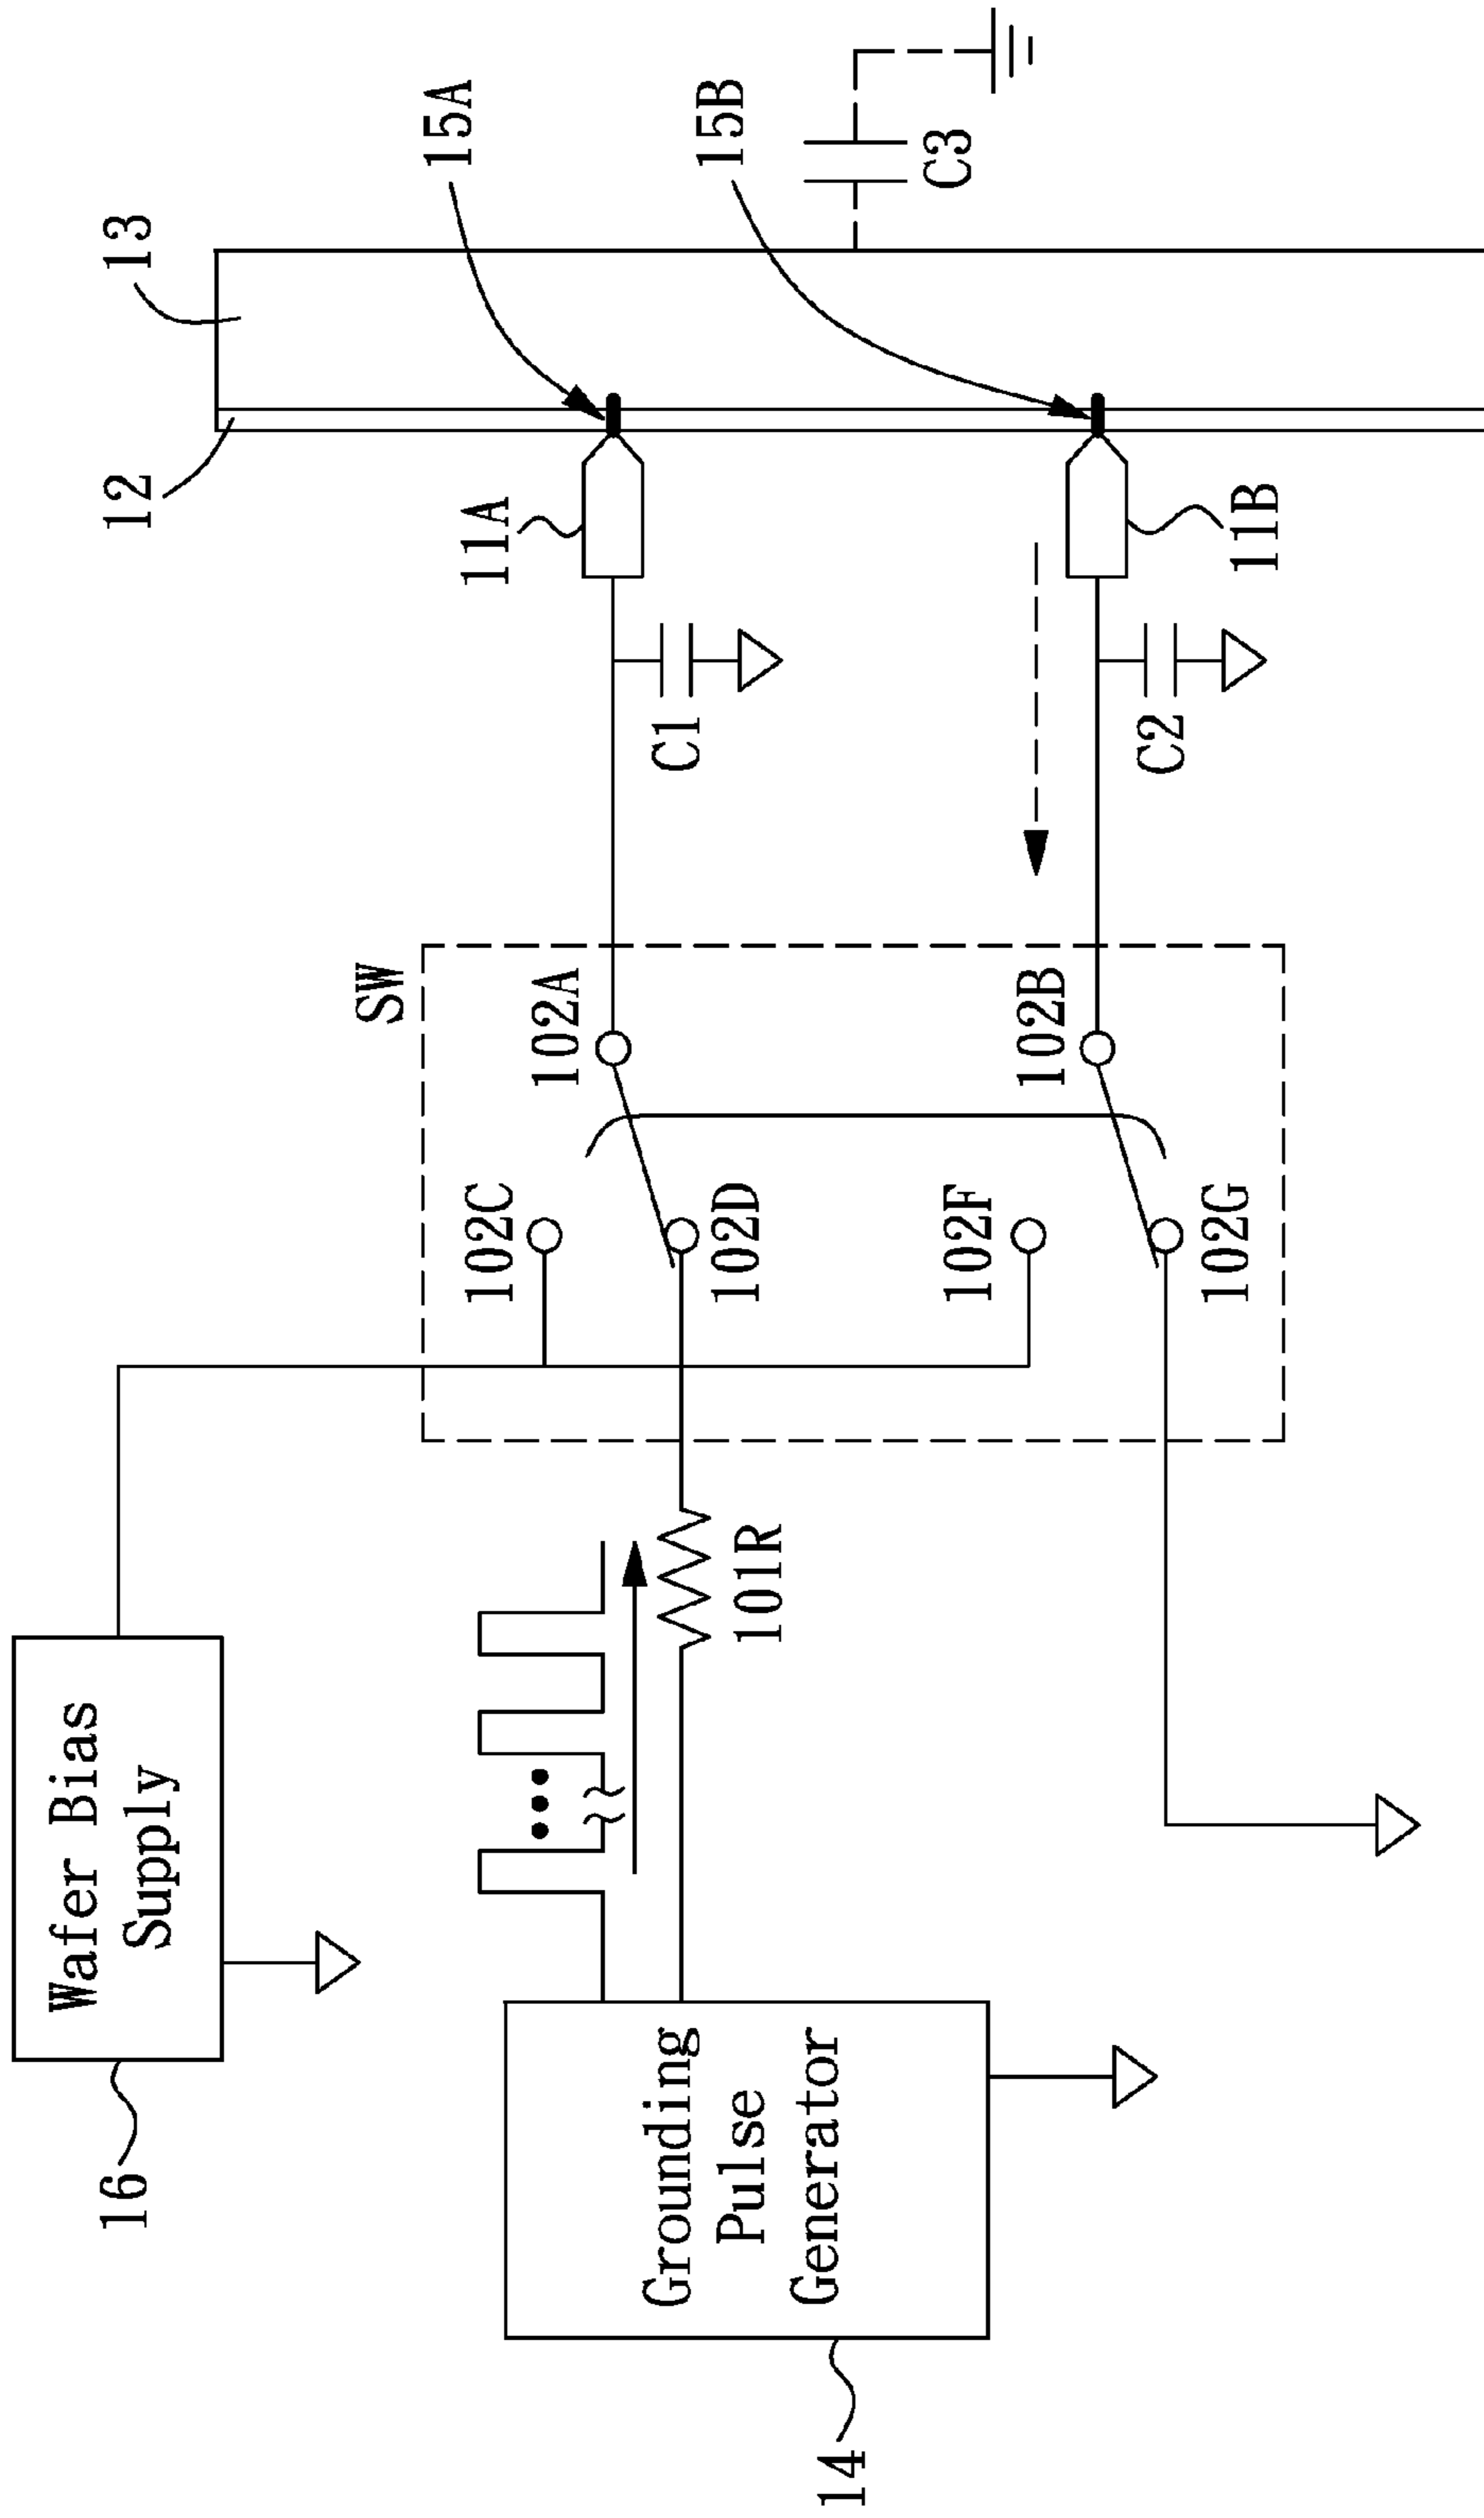 16
Wafer Bias
Supply
12
13
SW
15A
11A
102C
102A
C1
15B
14
Grounding
Pulse
Generator
101R
102D
C3
102F
102B
C2
102G
11B